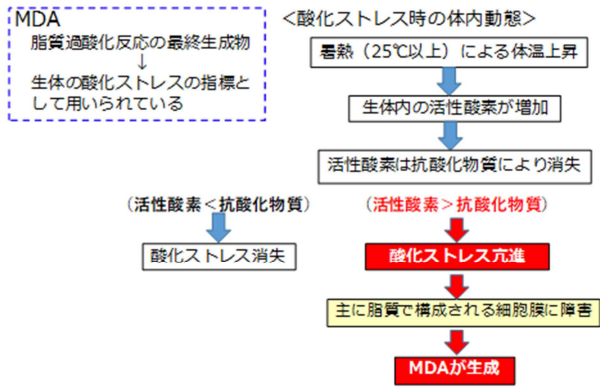 MDA
脂質過酸化反応の最終生成物
↓
生体の酸化ストレスの指標と
して用いられている
＜酸化ストレス時の体内動態＞
暑熱（25℃以上）による体温上昇
生体内の活性酸素が増加
活性酸素は抗酸化物質により消失
（活性酸素＜抗酸化物質）
酸化ストレス消失
（活性酸素＞抗酸化物質）
酸化ストレス亢進
主に脂質で構成される細胞膜に障害
MDAが生成